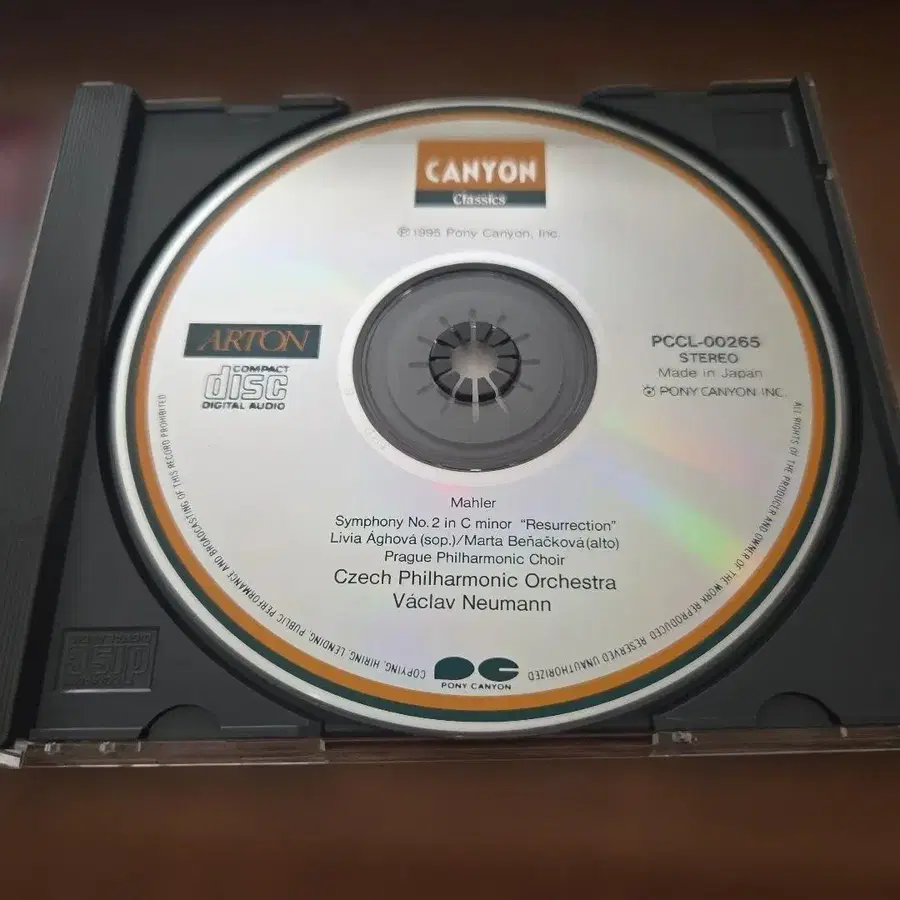 CANYON
Classics
℗1995 Pony Canyon, Inc.
ARTON
COMPACT
disc
DIGITAL AUDIO
PCCL-00265
STEREO
Made in Japan
PONY CANYON INC.
Mahler
Symphony No. 2 in C minor "Resurrection"
Livia Ághová (sop.)/Marta Beňačková (alto)
Prague Philharmonic Choir
Czech Philharmonic Orchestra
Václav Neumann
PONY CANYON
ALL RIGHTS OF THE PRODUCER AND OWNER OF THE WORK REPRODUCED RESERVED UNAUTHORIZED COPYING, HIRING, LENDING, PUBLIC PERFORMANCE AND BROADCASTING OF THIS RECORD PROHIBITED